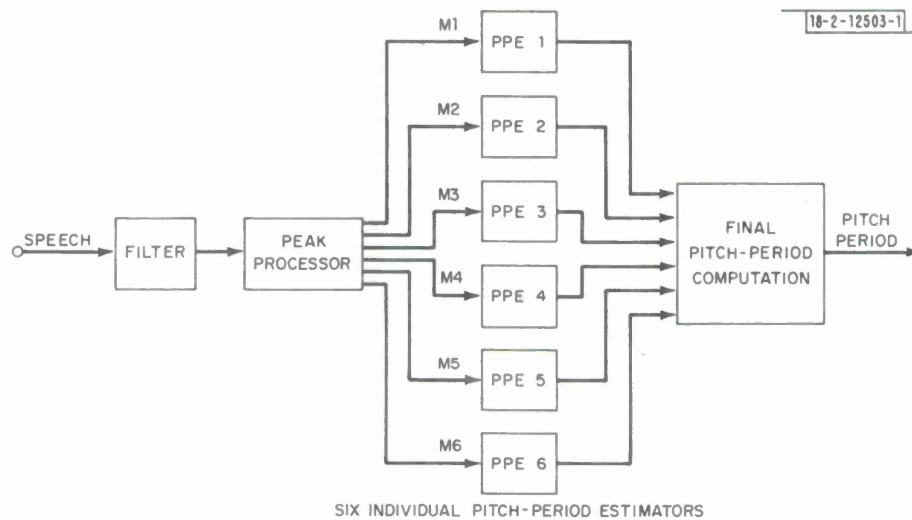 18-2-12503-1
M1
PPE 1
M2
PPE 2
M3
PPE 3
M4
PPE 4
M5
PPE 5
M6
PPE 6
SPEECH
FILTER
PEAK
PROCESSOR
FINAL
PITCH-PERIOD
COMPUTATION
PITCH
PERIOD
SIX INDIVIDUAL PITCH-PERIOD ESTIMATORS